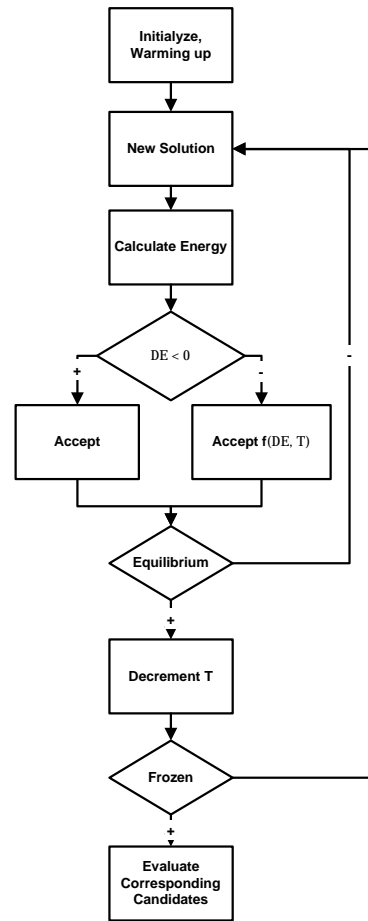 Initialyze,
Warming up
New Solution
Calculate Energy
DE < 0
+
-
-
Accept
Accept f(DE, T)
Equilibrium
+
Decrement T
Frozen
+
Evaluate
Corresponding
Candidates